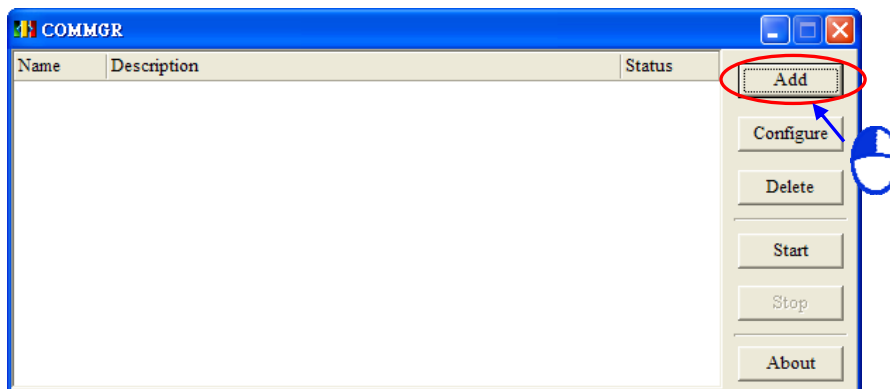 COMMGR
Name Description Status
Add
Configure
Delete
Start
Stop
About